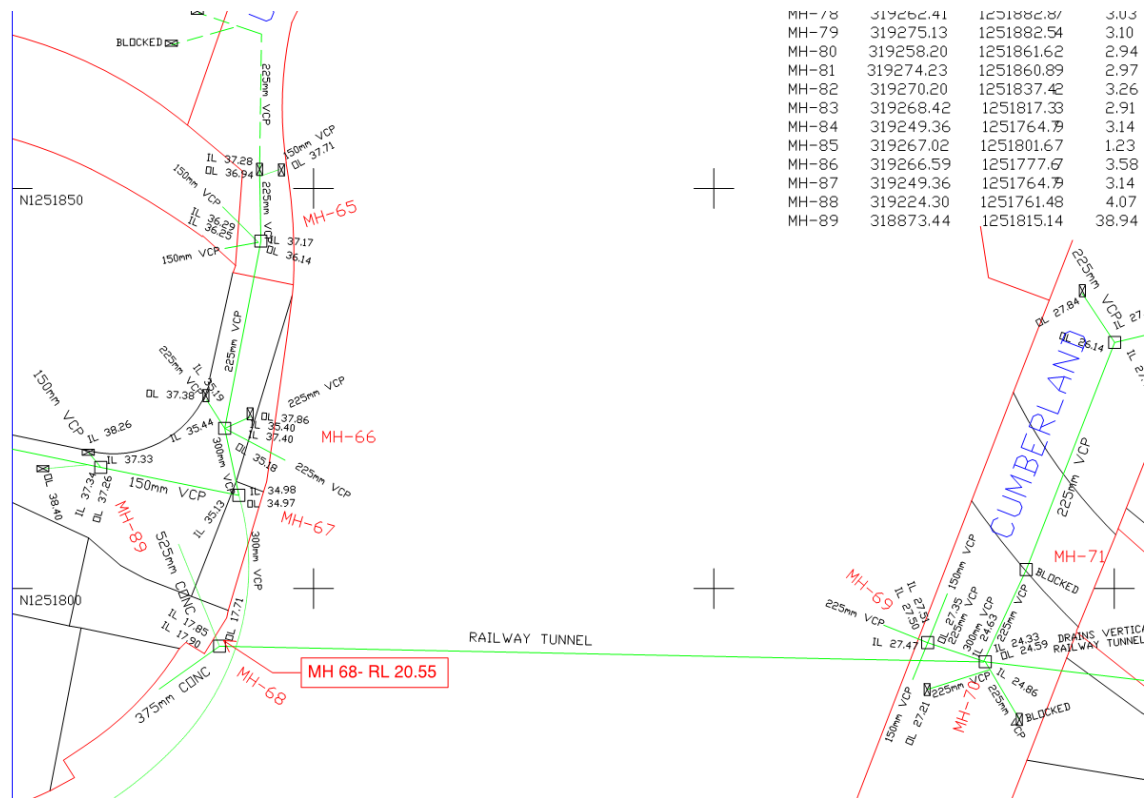 MH-78 319262.41 1251882.87 3.03
MH-79 319275.13 1251882.54 3.10
MH-80 319258.20 1251861.62 2.94
MH-81 319274.23 1251860.89 2.97
MH-82 319270.20 1251837.42 3.26
MH-83 319268.42 1251817.33 2.91
MH-84 319249.36 1251764.79 3.14
MH-85 319267.02 1251801.67 1.23
MH-86 319266.59 1251777.67 3.58
MH-87 319249.36 1251764.79 3.14
MH-88 319224.30 1251761.48 4.07
MH-89 318873.44 1251815.14 38.94
BLOCKED
225mm VCP
150mm VCP
IL 37.28
OL 36.94
OL 37.71
150mm VCP
225mm VCP
N1251850
MH-65
IL 36.29
IL 36.25
IL 37.17
OL 36.14
150mm VCP
225mm VCP
225mm VCP
IL 35.19
OL 37.38
150mm VCP
IL 38.26
IL 35.44
225mm VCP
OL 37.86
IL 35.40
IL 37.40
MH-66
OL 35.18
225mm VCP
300mm VCP
IL 37.33
IL 37.34
OL 37.26
OL 38.40
150mm VCP
IL 34.98
OL 34.97
IL 35.13
MH-67
MH-89
525mm CONC
300mm VCP
N1251800
IL 17.85
IL 17.90
OL 17.71
MH 68- RL 20.55
MH-68
375mm CONC
RAILWAY TUNNEL
225mm VCP
OL 27.84
OL 26.14
CUMBERLAND
225mm VCP
MH-71
BLOCKED
MH-69
150mm VCP
IL 27.51
IL 27.50
225mm VCP
IL 27.47
OL 27.35
225mm VCP
300mm VCP
IL 24.63
225mm VCP
IL 24.33
OL 24.59
DRAINS VERTICA
RAILWAY TUNNEL
IL 24.86
225mm VCP
225mm VCP
BLOCKED
MH-70
150mm VCP
OL 27.21